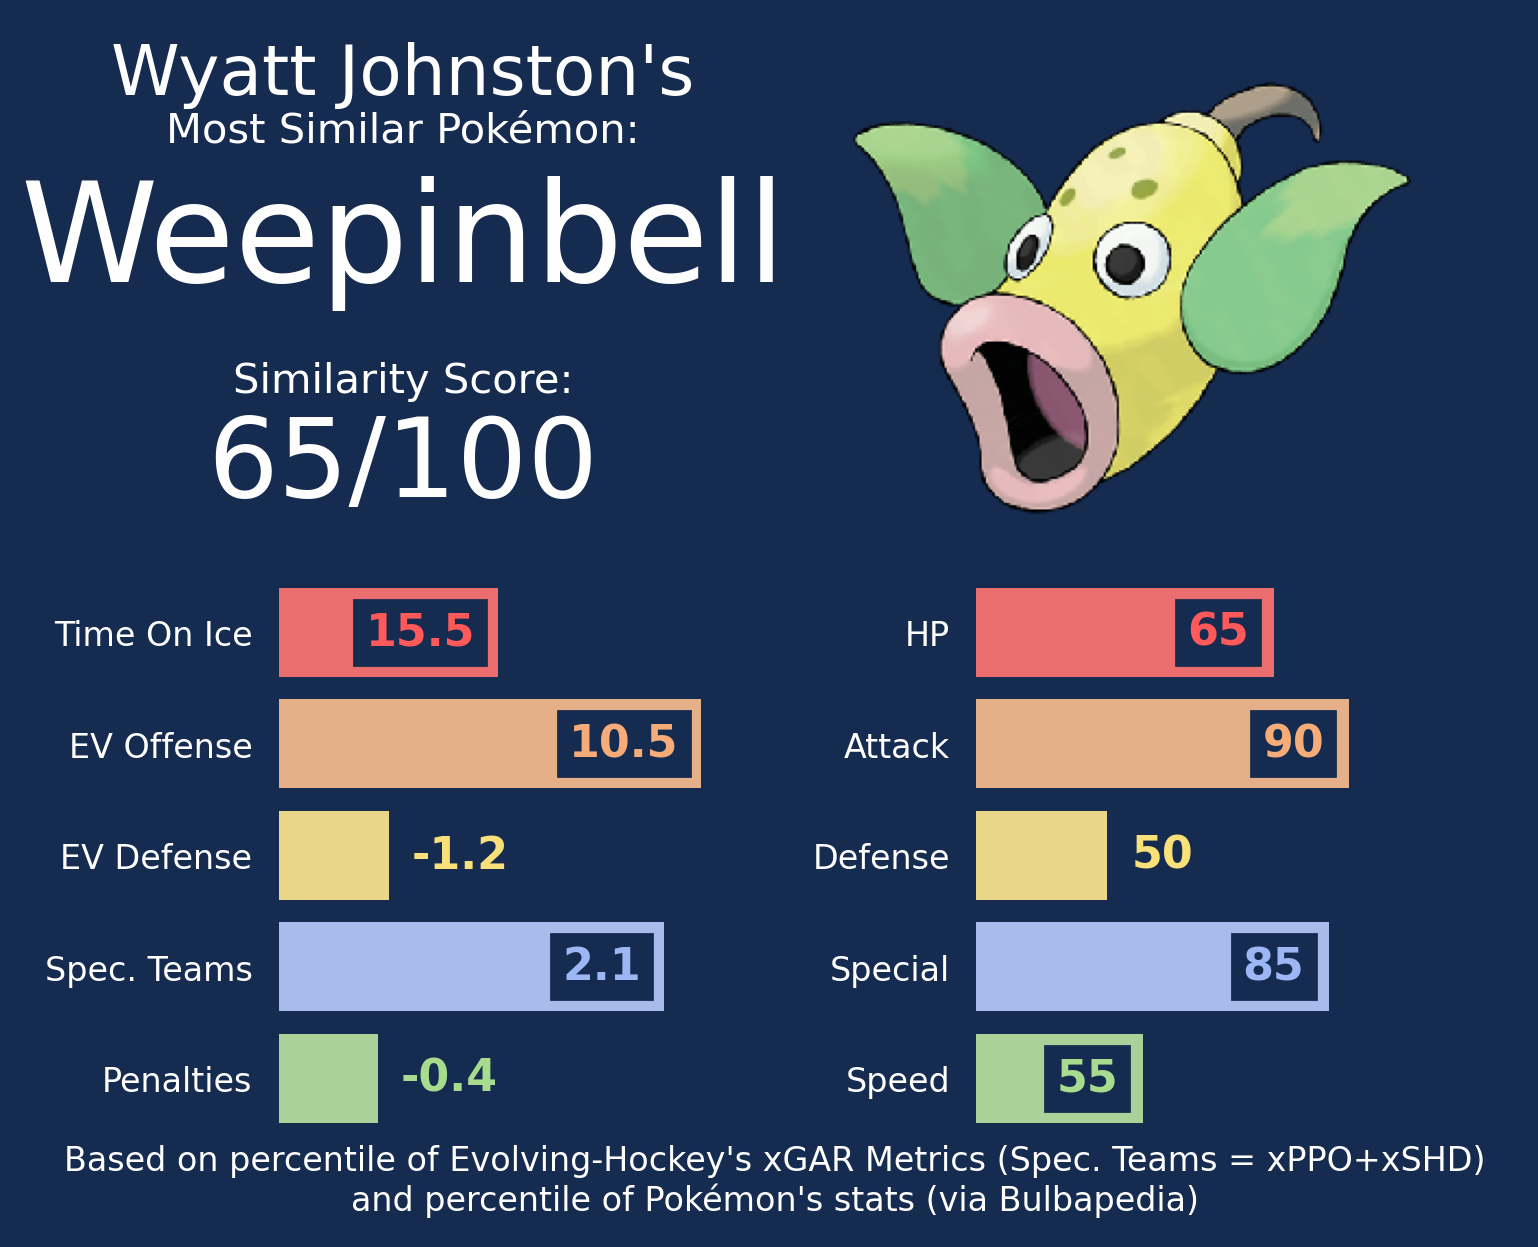 Wyatt Johnston's
Most Similar Pokémon:
Weepinbell
Similarity Score:
65/100
Time On Ice 15.5
EV Offense 10.5
EV Defense -1.2
Spec. Teams 2.1
Penalties -0.4
HP 65
Attack 90
Defense 50
Special 85
Speed 55
Based on percentile of Evolving-Hockey's xGAR Metrics (Spec. Teams = xPPO+xSHD)
and percentile of Pokémon's stats (via Bulbapedia)